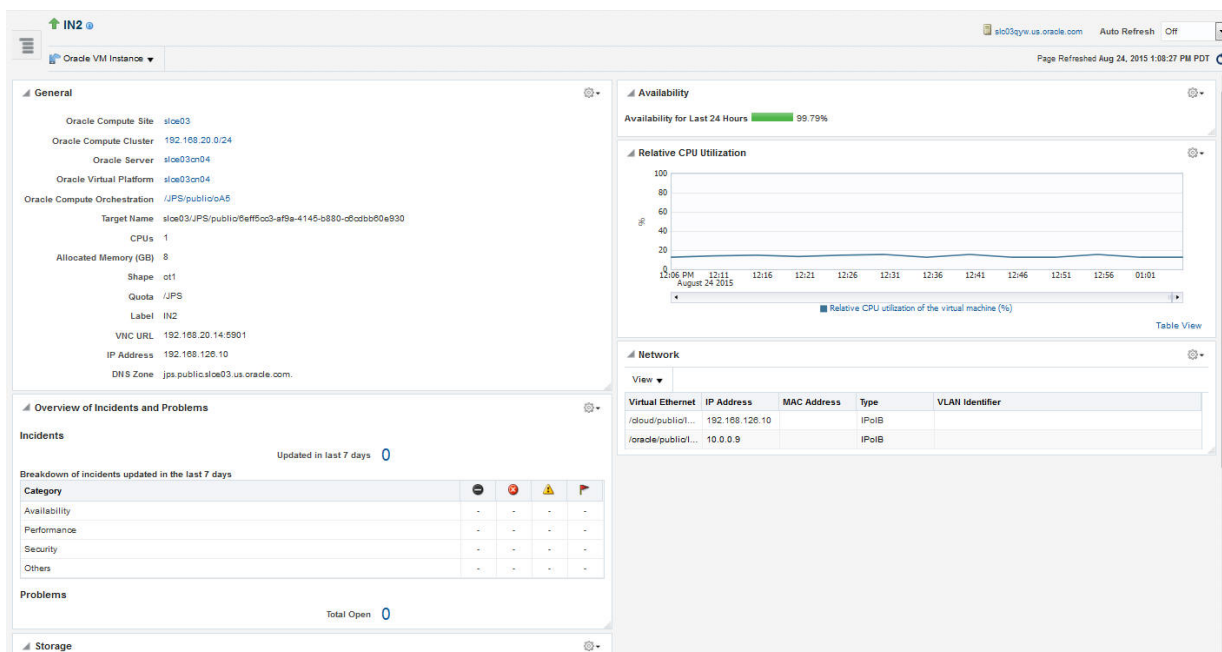 IN2
slc03qyw.us.oracle.com Auto Refresh Off
Oracle VM Instance
Page Refreshed Aug 24, 2015 1:08:27 PM PDT
General
Oracle Compute Site slce03
Oracle Compute Cluster 192.168.20.0/24
Oracle Server slce03cn04
Oracle Virtual Platform slce03cn04
Oracle Compute Orchestration /JPS/public/oA5
Target Name slce03/JPS/public/6eff5cc3-af9a-4145-b880-c6cdbb60e930
CPUs 1
Allocated Memory (GB) 8
Shape ot1
Quota /JPS
Label IN2
VNC URL 192.168.20.14:5901
IP Address 192.168.126.10
DNS Zone jps.public.slce03.us.oracle.com.
Overview of Incidents and Problems
Incidents
Updated in last 7 days 0
Breakdown of incidents updated in the last 7 days
Category
Availability - - - -
Performance - - - -
Security - - - -
Others - - - -
Problems
Total Open 0
Storage
Availability
Availability for Last 24 Hours 99.79%
Relative CPU Utilization
100
80
60
40
20
0
%
12:06 PM 12:11 12:16 12:21 12:26 12:31 12:36 12:41 12:46 12:51 12:56 01:01
August 24 2015
Relative CPU utilization of the virtual machine (%)
Table View
Network
View
Virtual Ethernet IP Address MAC Address Type VLAN Identifier
/cloud/public/I... 192.168.126.10 IPoIB
/oracle/public/I... 10.0.0.9 IPoIB